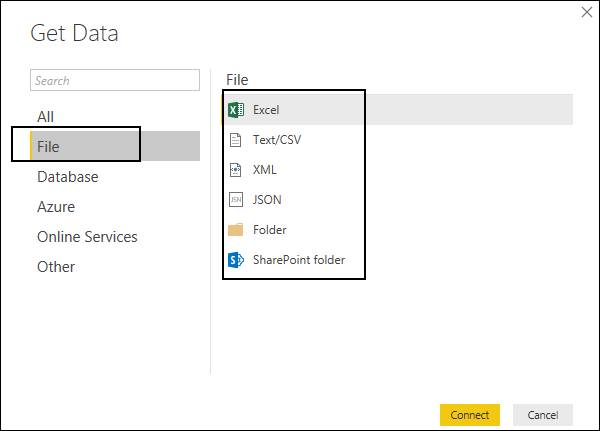 Get Data
Search
All
File
Database
Azure
Online Services
Other
File
Excel
Text/CSV
XML
JSN
JSON
Folder
SharePoint folder
Connect
Cancel